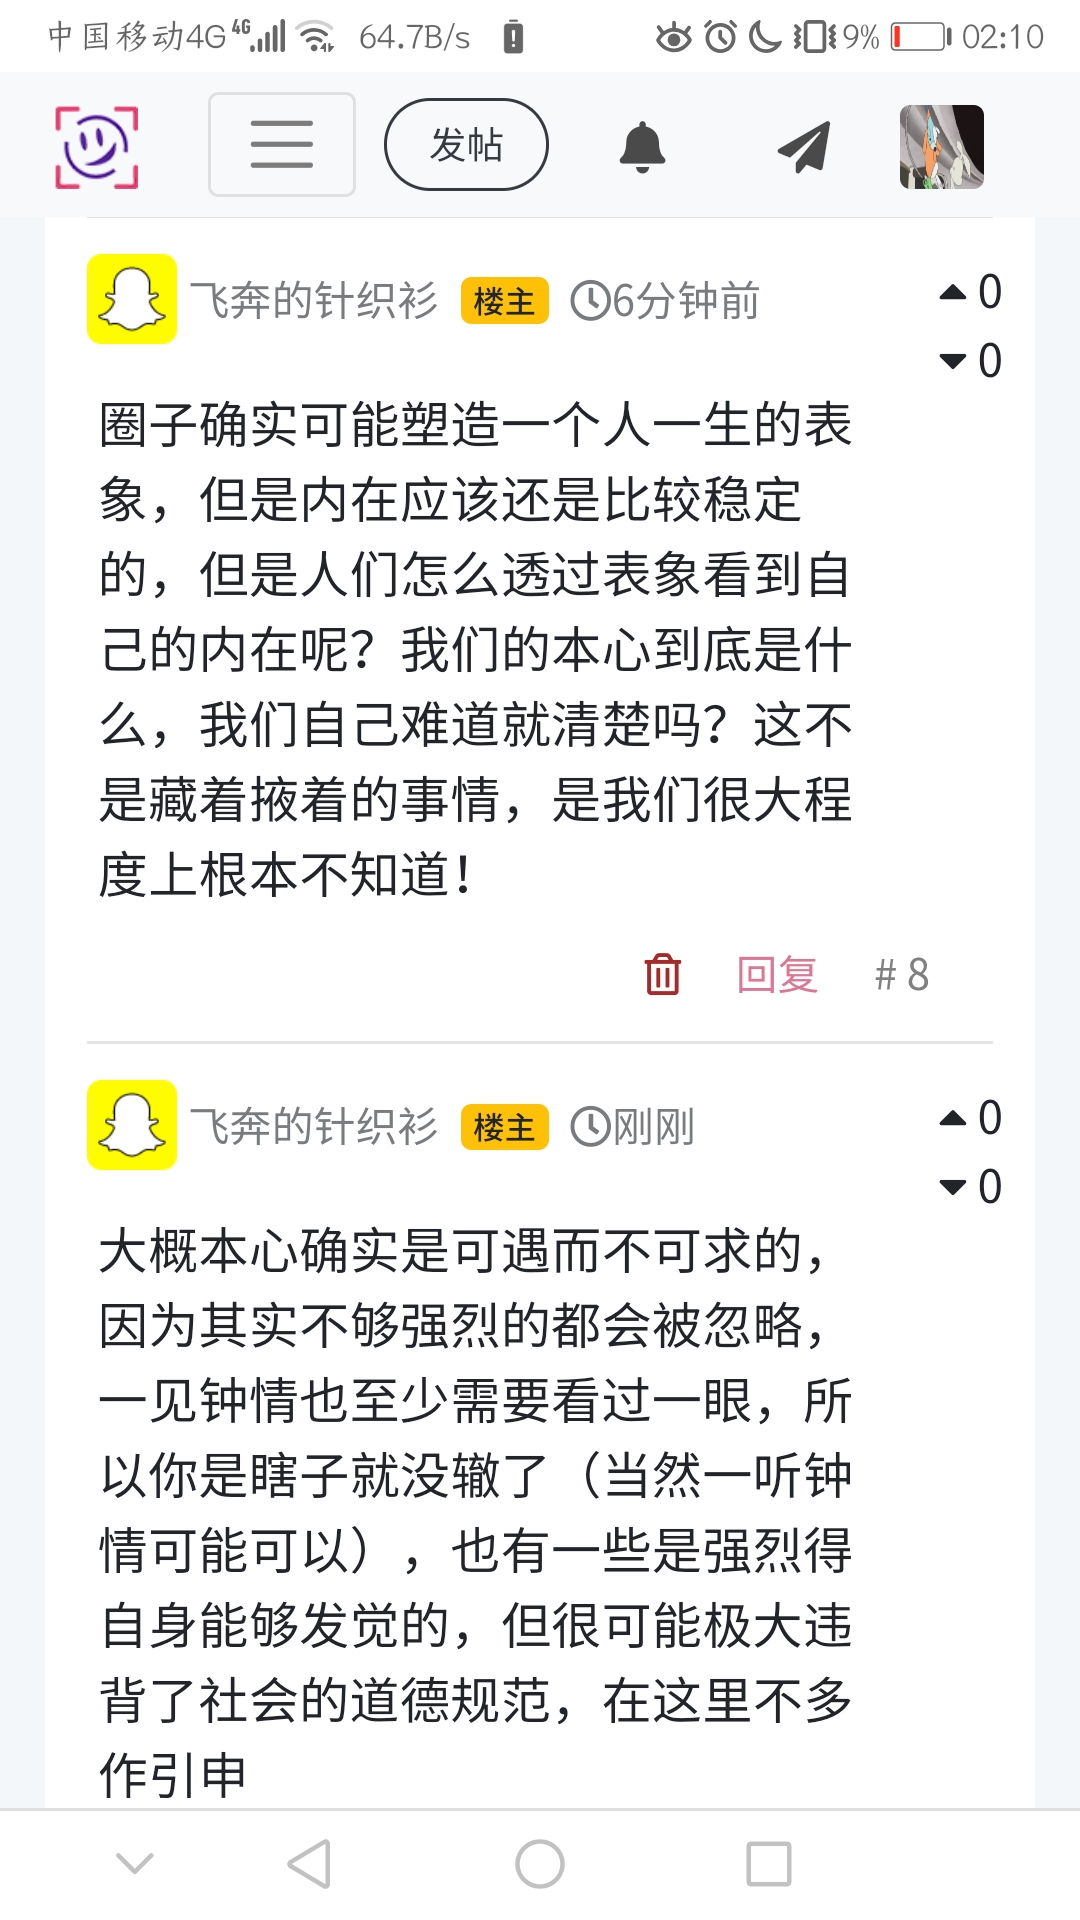 中国移动4G 4G 64.7B/s 9% 02:10
发帖
飞奔的针织衫 楼主 6分钟前 0
0
圈子确实可能塑造一个人一生的表
象，但是内在应该还是比较稳定
的，但是人们怎么透过表象看到自
己的内在呢？我们的本心到底是什
么，我们自己难道就清楚吗？这不
是藏着掖着的事情，是我们很大程
度上根本不知道！
回复 # 8
飞奔的针织衫 楼主 刚刚 0
0
大概本心确实是可遇而不可求的，
因为其实不够强烈的都会被忽略，
一见钟情也至少需要看过一眼，所
以你是瞎子就没辙了（当然一听钟
情可能可以），也有一些是强烈得
自身能够发觉的，但很可能极大违
背了社会的道德规范，在这里不多
作引申